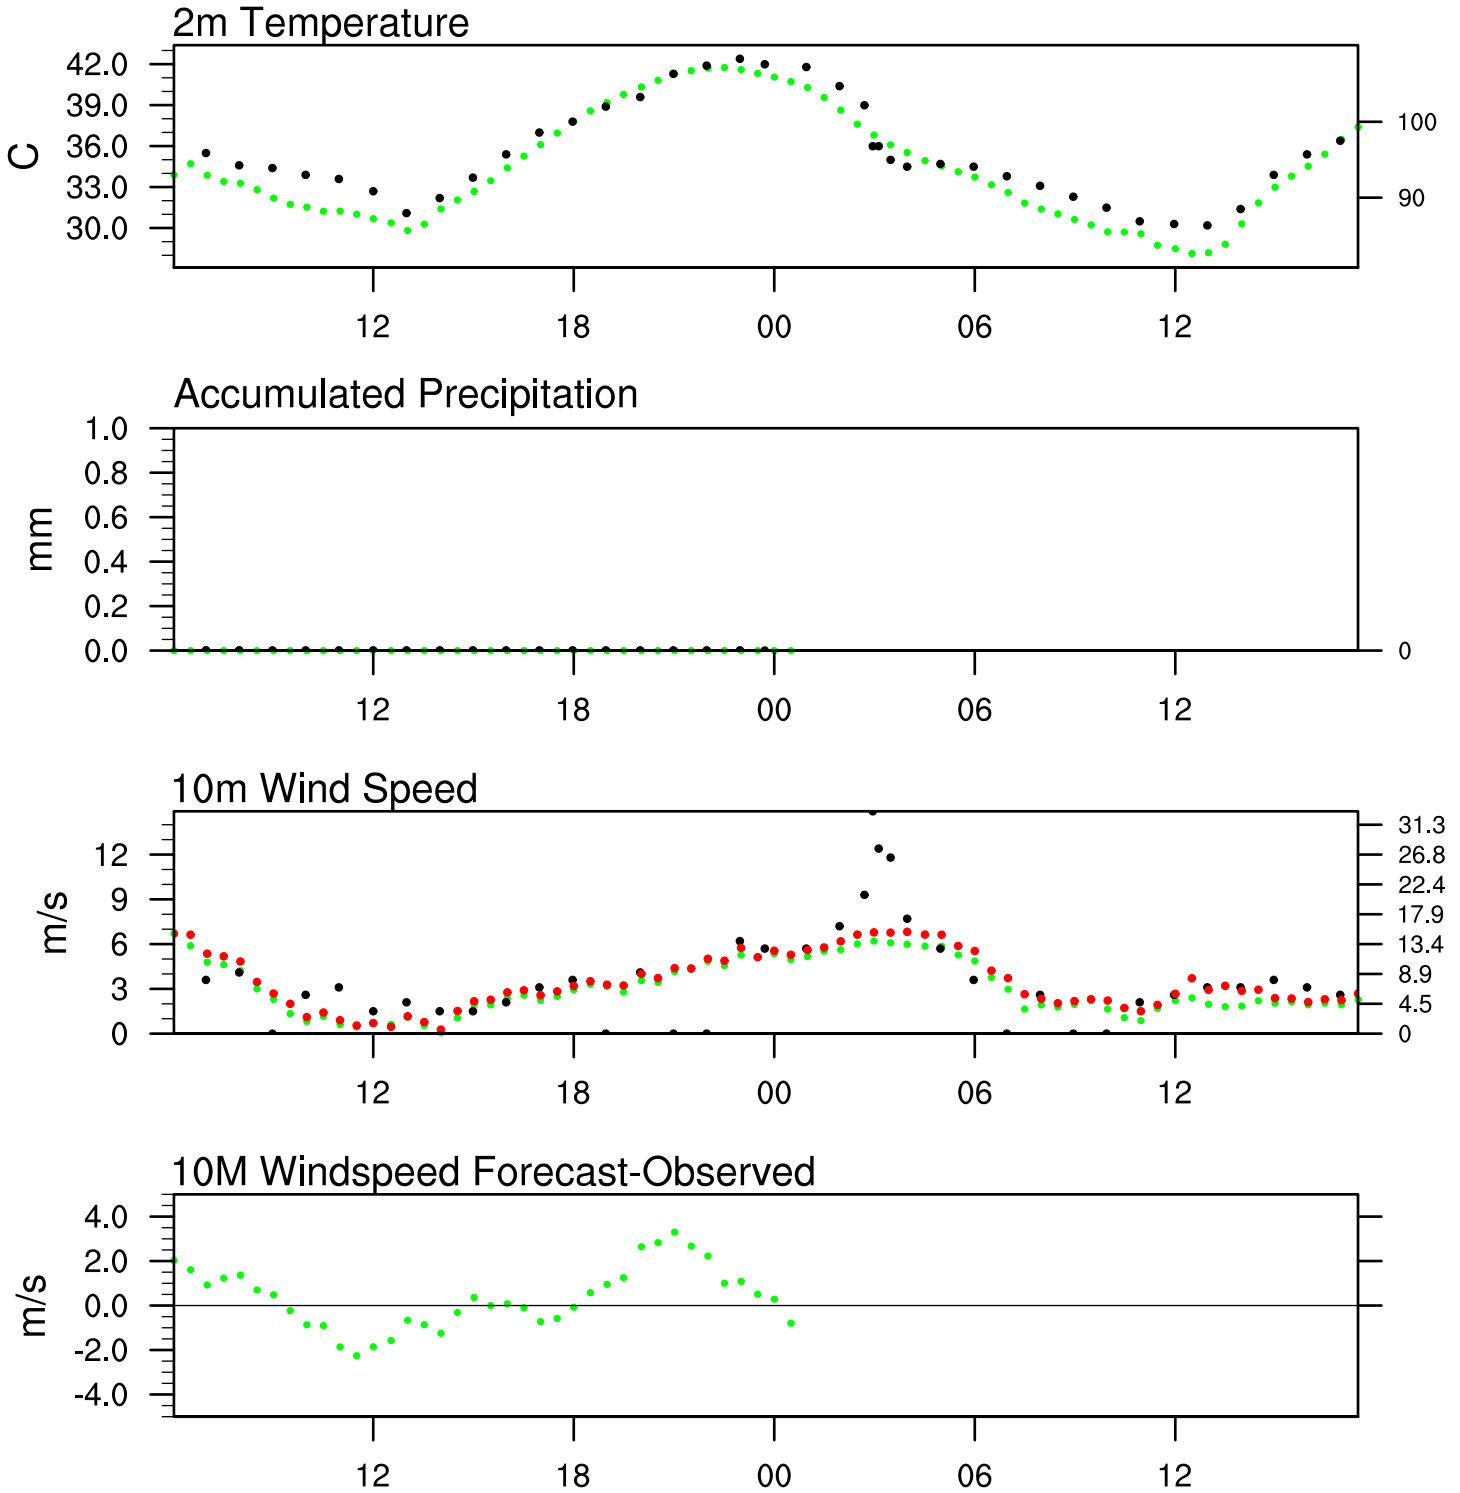 2m Temperature
42.0
39.0
36.0
33.0
30.0
C
100
90
12 18 00 06 12
Accumulated Precipitation
1.0
0.8
0.6
0.4
0.2
0.0
mm
0
12 18 00 06 12
10m Wind Speed
12
9
6
3
0
m/s
31.3
26.8
22.4
17.9
13.4
8.9
4.5
0
12 18 00 06 12
10M Windspeed Forecast-Observed
4.0
2.0
0.0
-2.0
-4.0
m/s
12 18 00 06 12